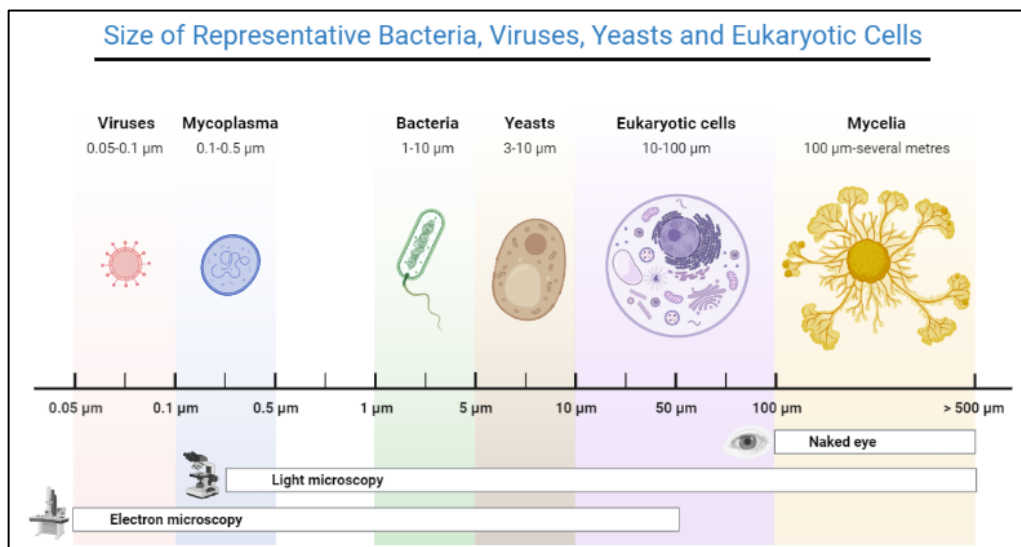 Size of Representative Bacteria, Viruses, Yeasts and Eukaryotic Cells
Viruses
0.05-0.1 µm
Mycoplasma
0.1-0.5 µm
Bacteria
1-10 µm
Yeasts
3-10 µm
Eukaryotic cells
10-100 µm
Mycelia
100 µm-several metres
0.05 µm
0.1 µm
0.5 µm
1 µm
5 µm
10 µm
50 µm
100 µm
> 500 µm
Naked eye
Light microscopy
Electron microscopy